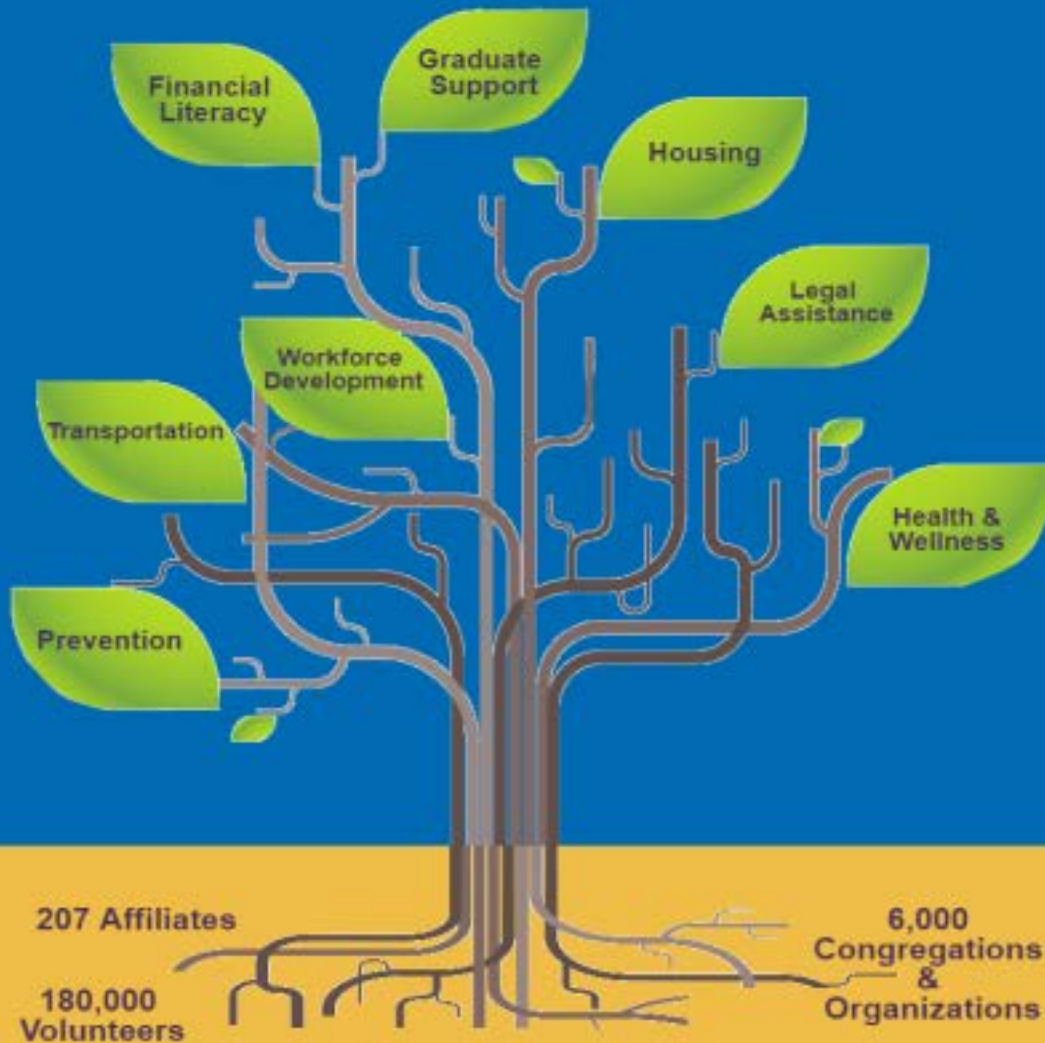 Graduate
Support
Financial
Literacy
Housing
Legal
Assistance
Workforce
Development
Transportation
Health &
Wellness
Prevention
207 Affiliates
180,000
Volunteers
6,000
Congregations
&
Organizations